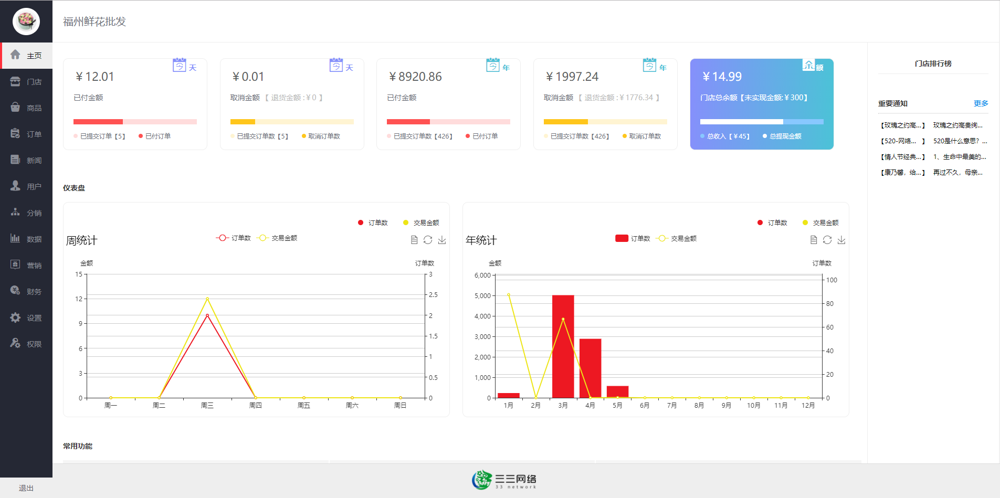 福州鲜花批发
主页
门店
商品
订单
新闻
用户
分销
数据
营销
财务
设置
权限
退出
今 天
￥12.01
已付金额
已提交订单【5】 已付订单
今 天
￥0.01
取消金额 【 退货金额 :￥0 】
已提交订单数【5】 取消订单数
今 年
￥8920.86
已付金额
已提交订单数【426】 已付订单
今 年
￥1997.24
取消金额 【 退货金额 :￥1776.34 】
已提交订单数【426】 取消订单数
余 额
￥14.99
门店总余额【未实现金额:￥300】
总收入【￥45】 总提现金额
仪表盘
订单数 交易金额
周统计 订单数 交易金额
金额 订单数
15 3
2.5
12
2
9
1.5
6
1
3
0.5
0 0
周一 周二 周三 周四 周五 周六 周日
订单数 交易金额
年统计 订单数 交易金额
金额 订单数
6,000
100
5,000
80
4,000
60
3,000
40
2,000
20
1,000
0 0
1月 2月 3月 4月 5月 6月 7月 8月 9月 10月 11月 12月
常用功能
门店排行榜
重要通知 更多
【玫瑰之约高...】 玫瑰之约高贵绚...
【520-网络... 】 520是什么意思？...
【情人节经典...】 1、生命中最美的...
【康乃馨，给...】 再过不久，母亲...
三三网络
33 network